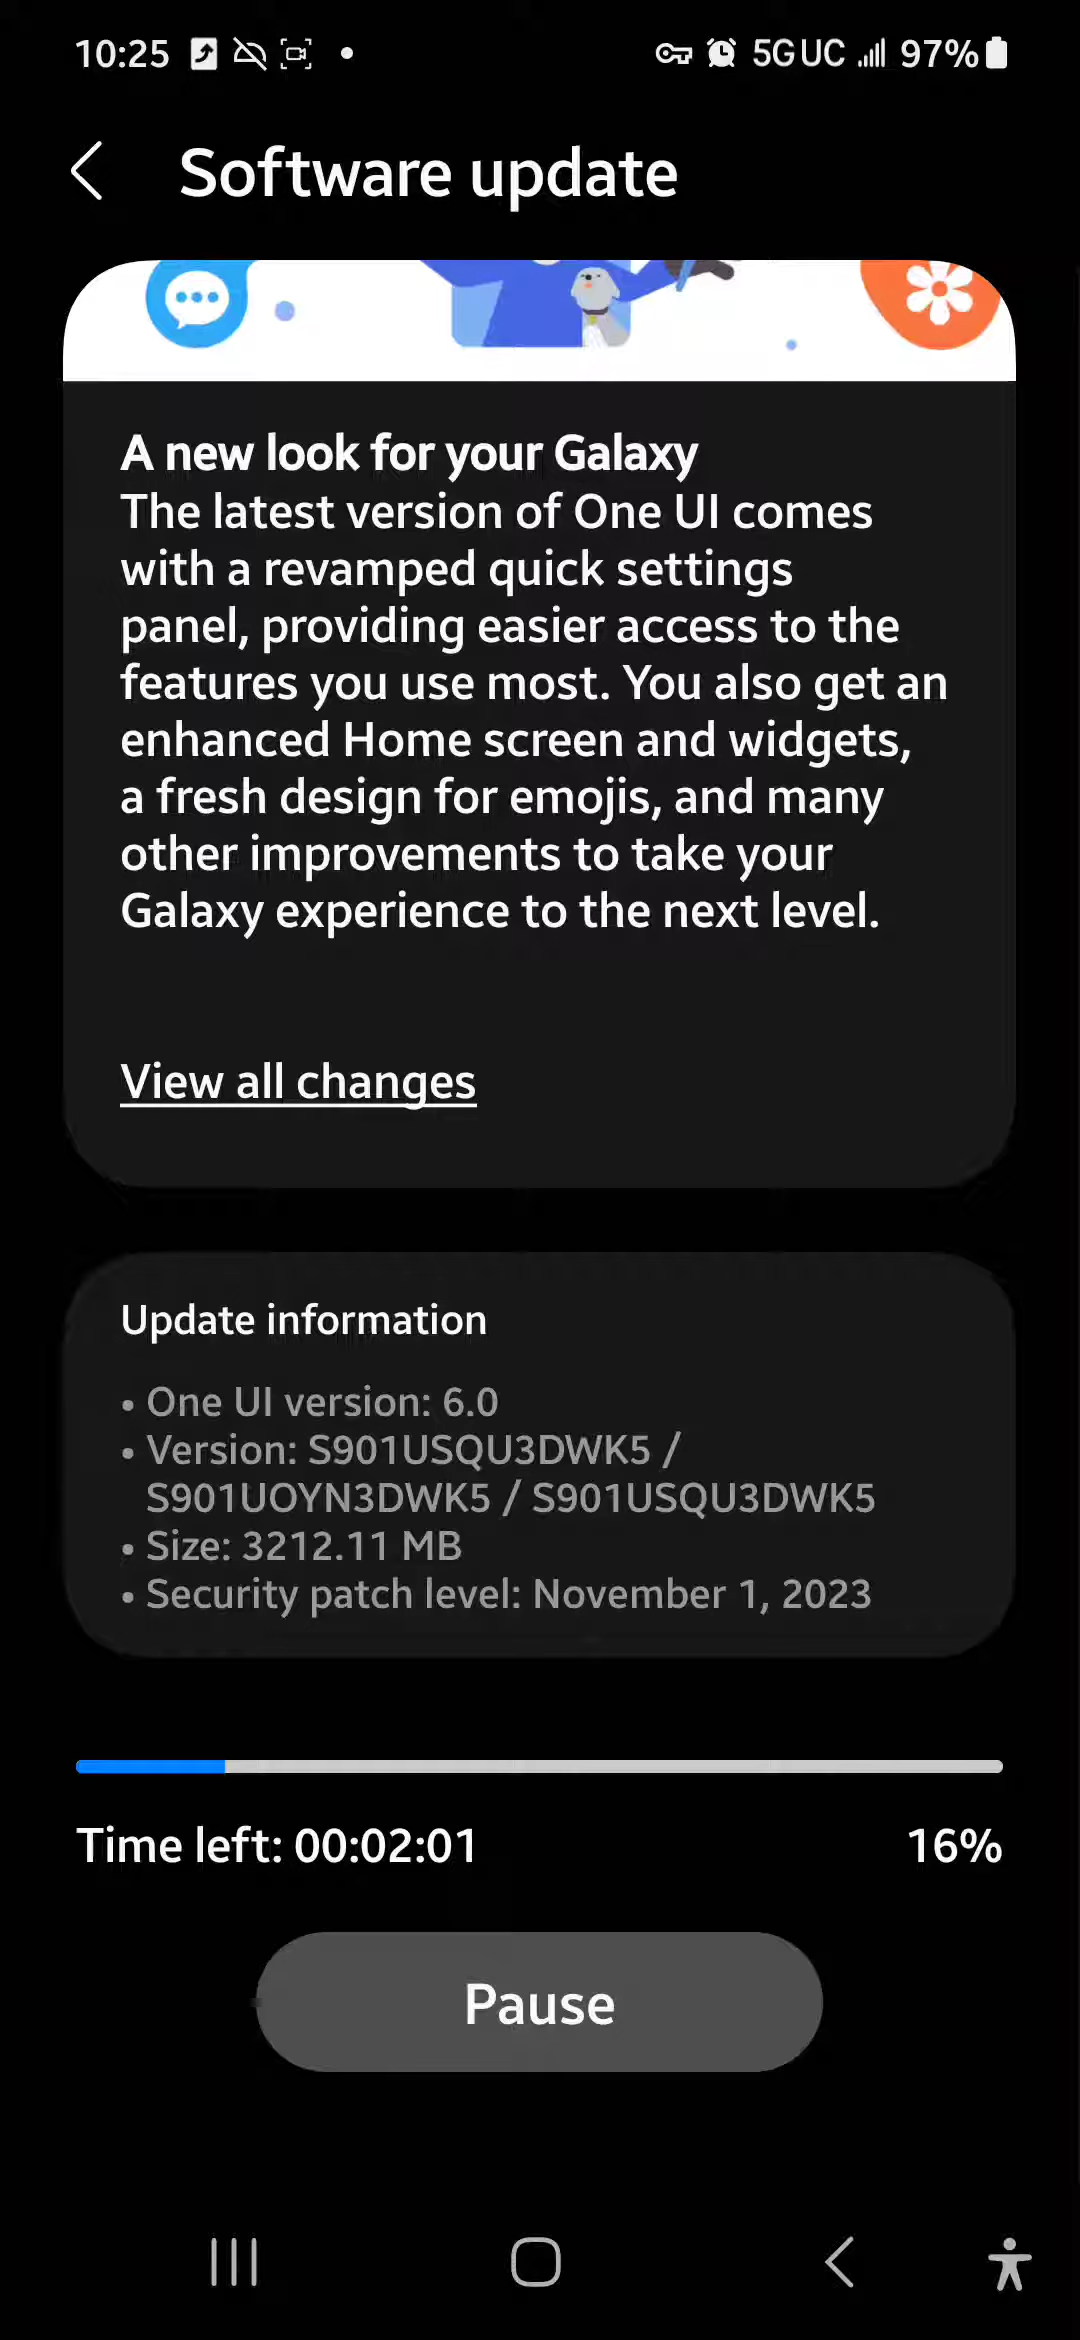 10:25 5G UC 97%
Software update
A new look for your Galaxy
The latest version of One UI comes
with a revamped quick settings
panel, providing easier access to the
features you use most. You also get an
enhanced Home screen and widgets,
a fresh design for emojis, and many
other improvements to take your
Galaxy experience to the next level.
View all changes
Update information
• One UI version: 6.0
• Version: S901USQU3DWK5 /
S901UOYN3DWK5 / S901USQU3DWK5
• Size: 3212.11 MB
• Security patch level: November 1, 2023
Time left: 00:02:01 16%
Pause